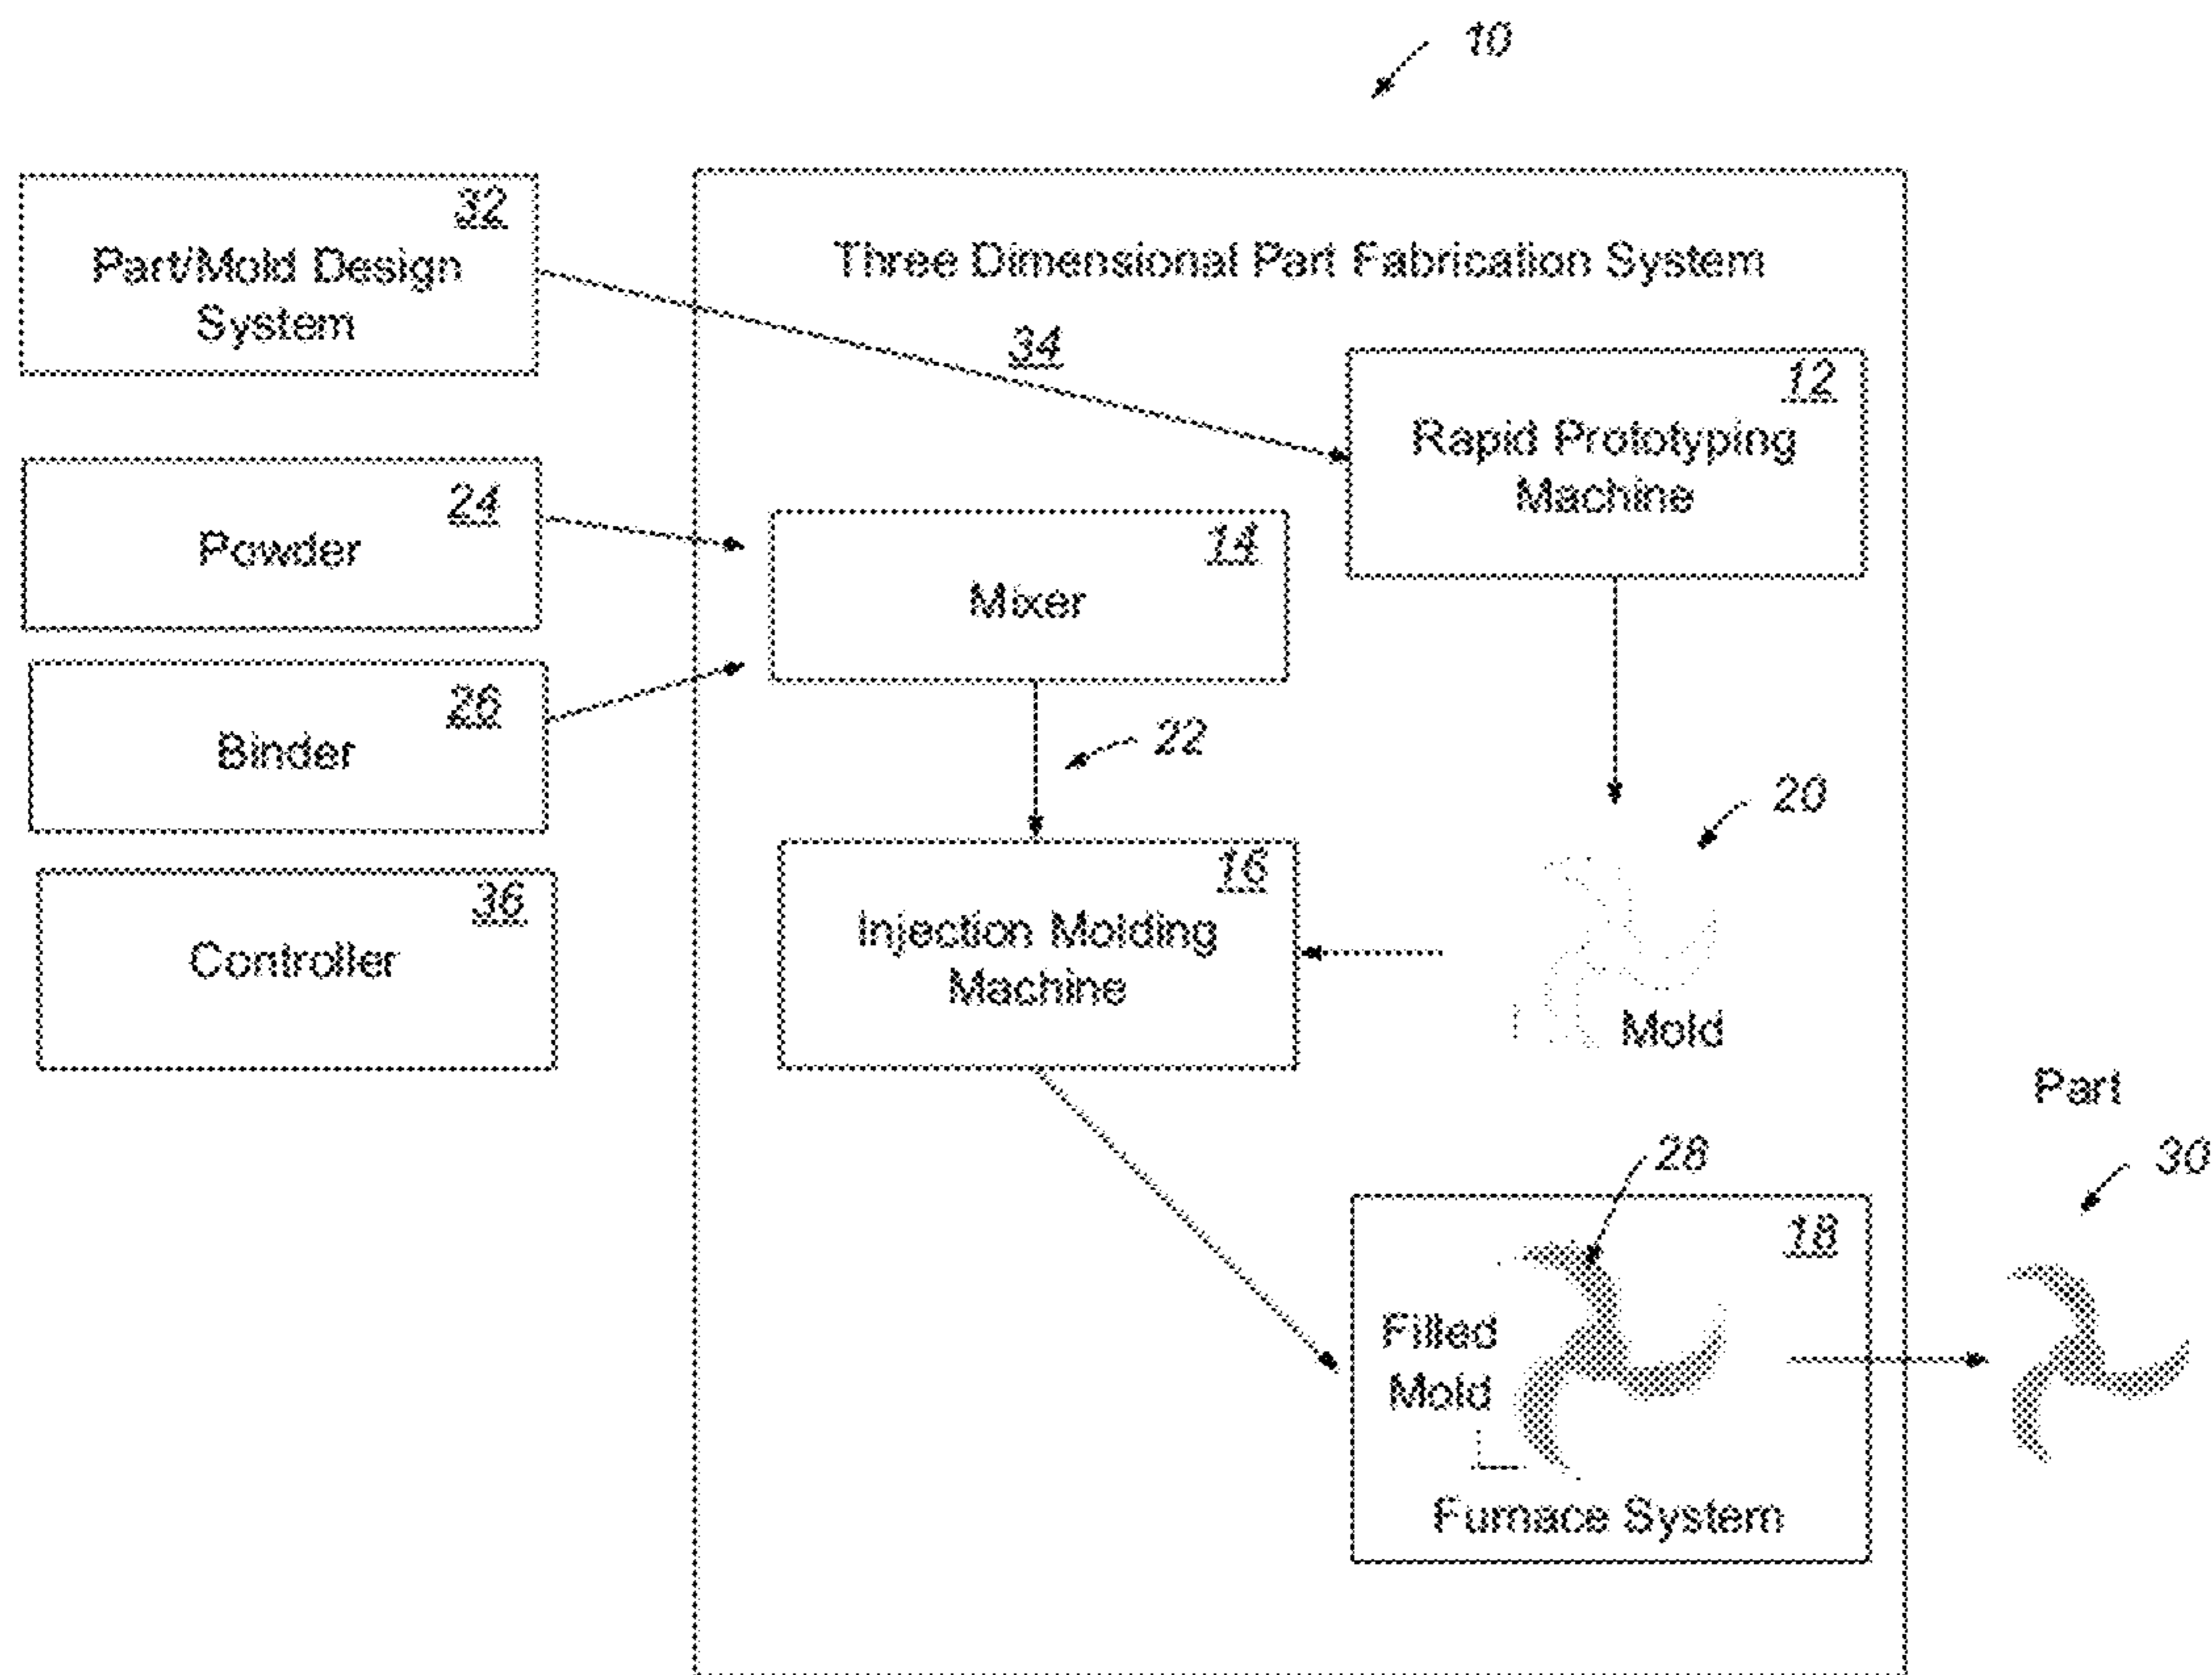 10
32
Part/Mold Design
System
Three Dimensional Part Fabrication System
34
12
Rapid Prototyping
Machine
24
Powder
14
Mixer
26
Binder
22
20
36
Controller
16
Injection Molding
Machine
Mold
Part
28
30
18
Filled
Mold
Furnace System